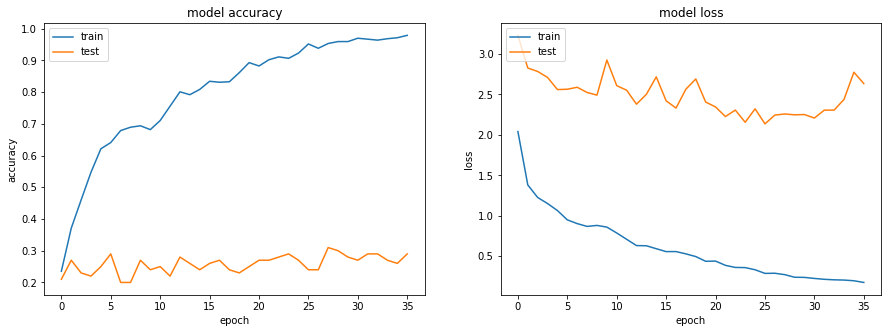 model accuracy
train
test
1.0
0.9
0.8
0.7
0.6
0.5
0.4
0.3
0.2
accuracy
0 5 10 15 20 25 30 35
epoch
model loss
train
test
3.0
2.5
2.0
1.5
1.0
0.5
loss
0 5 10 15 20 25 30 35
epoch